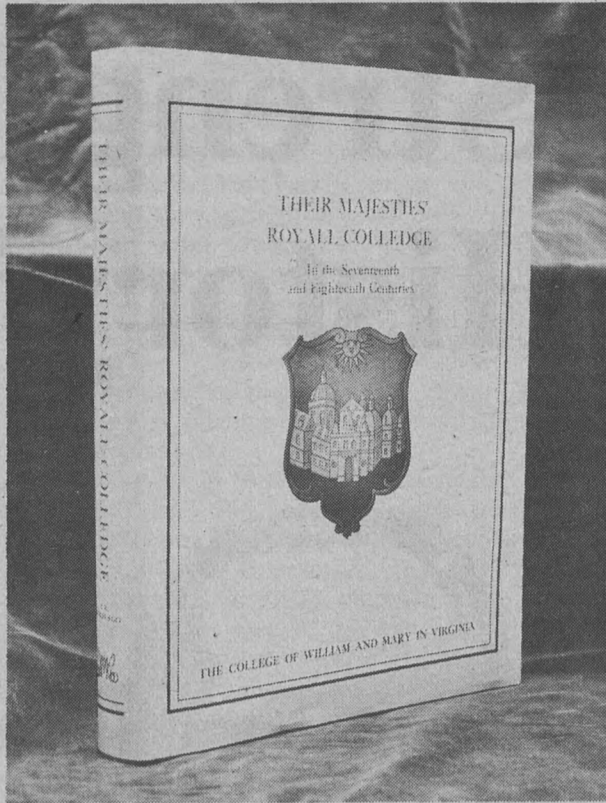 THEIR MAJESTIES' ROYALL COLLEDGE
THEIR MAJESTIES'
ROYALL COLLEDGE
In the Seventeenth
and Eighteenth Centuries
THE COLLEGE OF WILLIAM AND MARY IN VIRGINIA